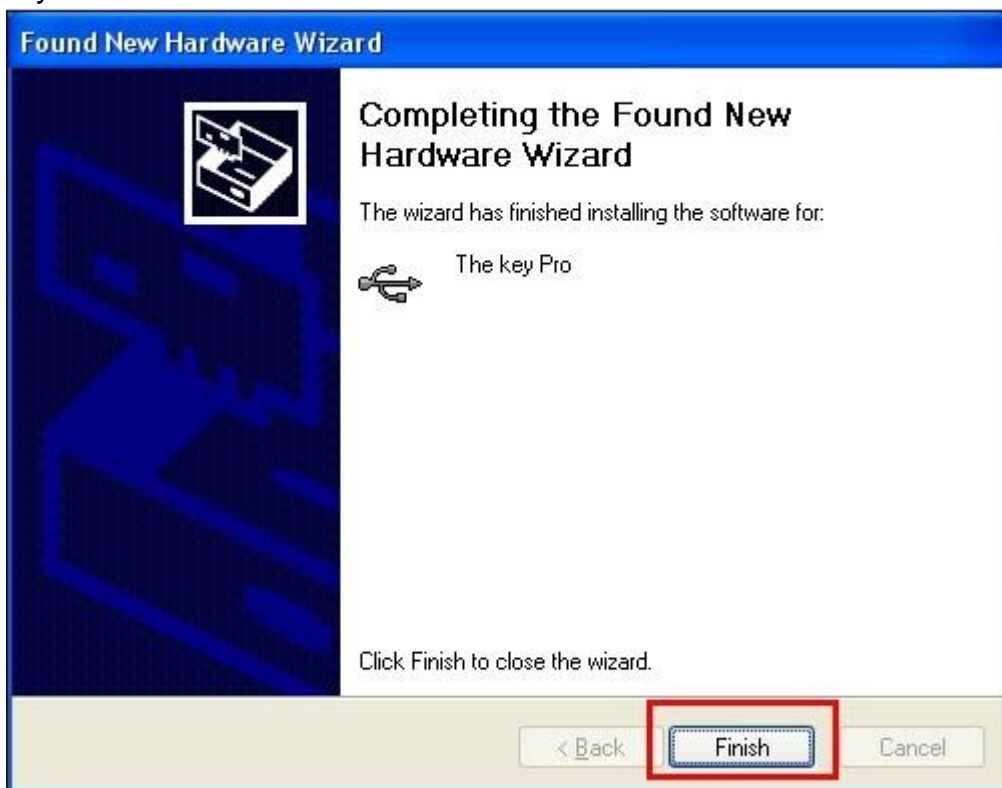 Found New Hardware Wizard
Completing the Found New
Hardware Wizard
The wizard has finished installing the software for:
The key Pro
Click Finish to close the wizard.
< Back
Finish
Cancel